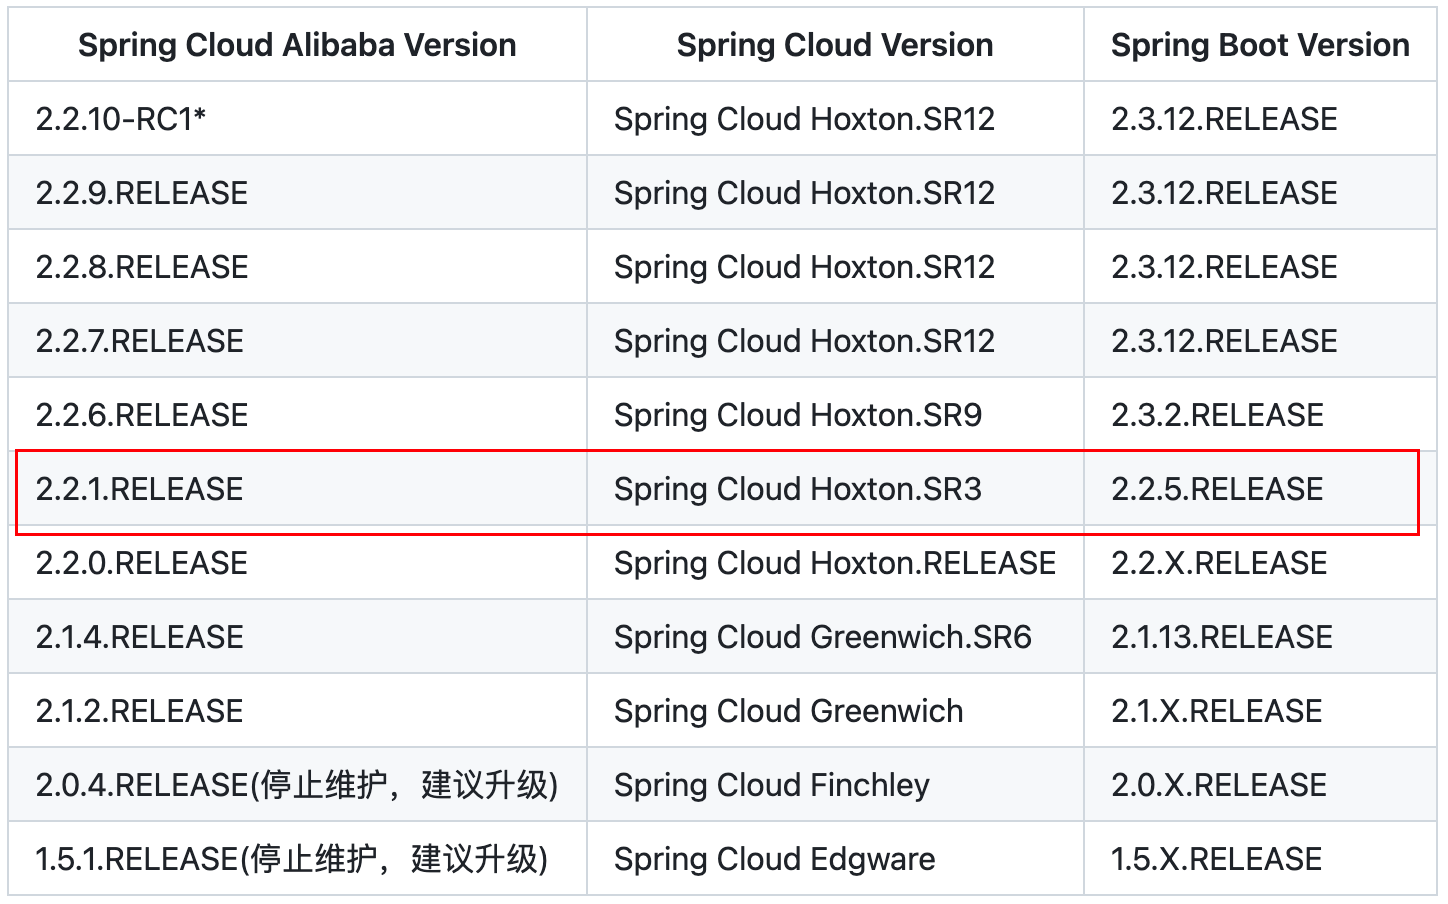 Spring Cloud Alibaba Version Spring Cloud Version Spring Boot Version
2.2.10-RC1* Spring Cloud Hoxton.SR12 2.3.12.RELEASE
2.2.9.RELEASE Spring Cloud Hoxton.SR12 2.3.12.RELEASE
2.2.8.RELEASE Spring Cloud Hoxton.SR12 2.3.12.RELEASE
2.2.7.RELEASE Spring Cloud Hoxton.SR12 2.3.12.RELEASE
2.2.6.RELEASE Spring Cloud Hoxton.SR9 2.3.2.RELEASE
2.2.1.RELEASE Spring Cloud Hoxton.SR3 2.2.5.RELEASE
2.2.0.RELEASE Spring Cloud Hoxton.RELEASE 2.2.X.RELEASE
2.1.4.RELEASE Spring Cloud Greenwich.SR6 2.1.13.RELEASE
2.1.2.RELEASE Spring Cloud Greenwich 2.1.X.RELEASE
2.0.4.RELEASE(停止维护，建议升级) Spring Cloud Finchley 2.0.X.RELEASE
1.5.1.RELEASE(停止维护，建议升级) Spring Cloud Edgware 1.5.X.RELEASE